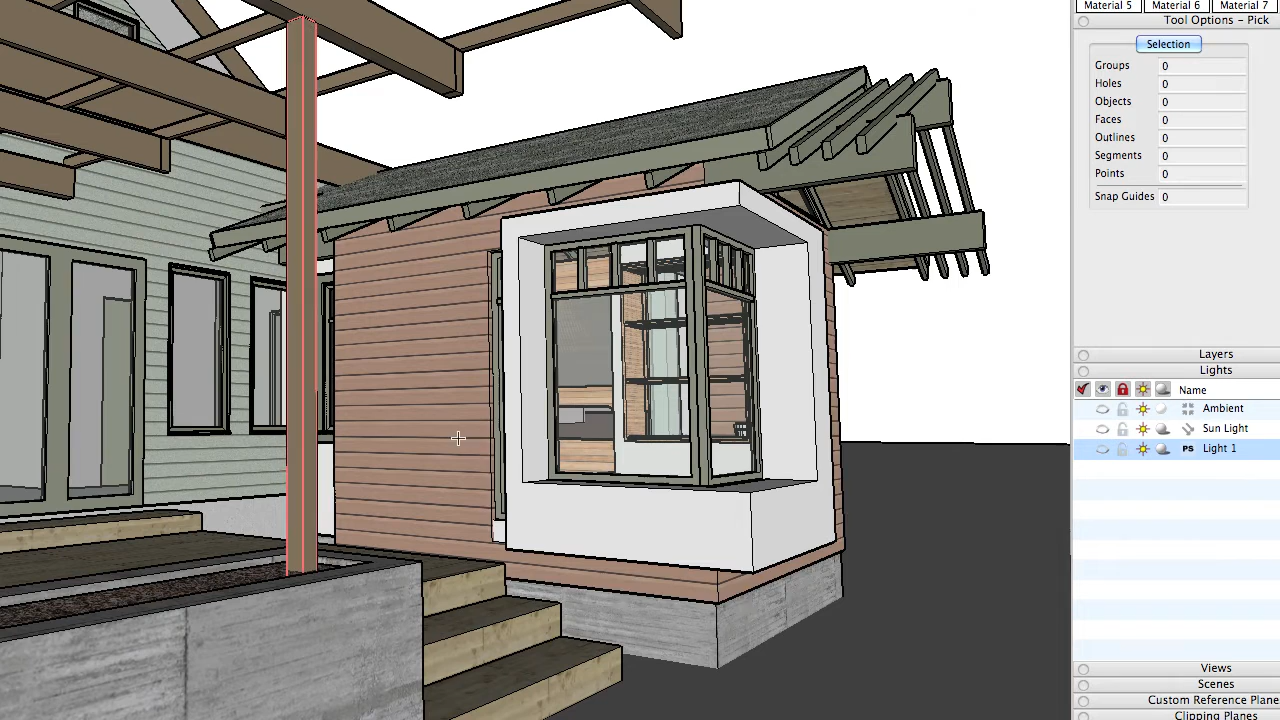 Material 5 Material 6 Material 7
Tool Options - Pick
Selection
Groups 0
Holes 0
Objects 0
Faces 0
Outlines 0
Segments 0
Points 0
Snap Guides 0
Layers
Lights
Name
Ambient
Sun Light
PS Light 1
Views
Scenes
Custom Reference Plane
Clipping Planes